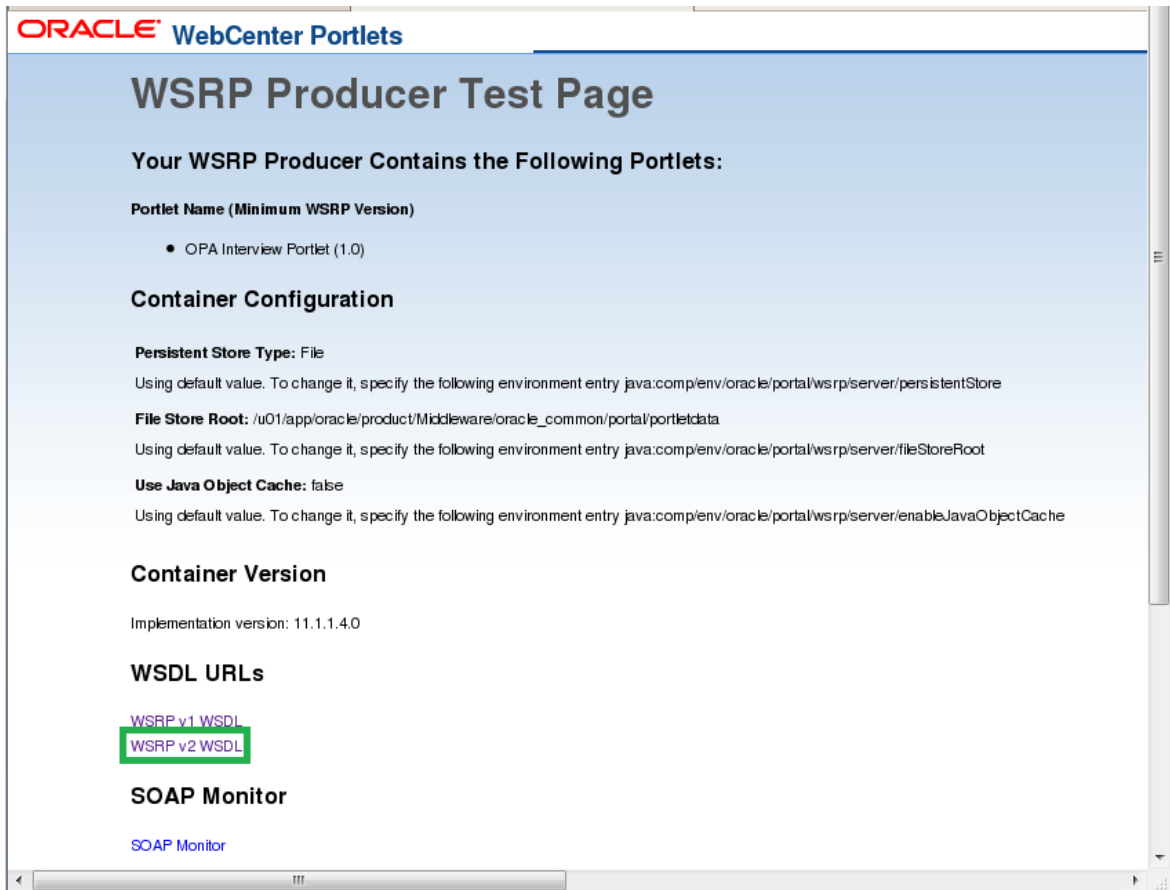 ORACLE WebCenter Portlets
WSRP Producer Test Page
Your WSRP Producer Contains the Following Portlets:
Portlet Name (Minimum WSRP Version)
• OPA Interview Portlet (1.0)
Container Configuration
Persistent Store Type: File
Using default value. To change it, specify the following environment entry java:comp/env/oracle/portal/wsrp/server/persistentStore
File Store Root: /u01/app/oracle/product/Middleware/oracle_common/portal/portletdata
Using default value. To change it, specify the following environment entry java:comp/env/oracle/portal/wsrp/server/fileStoreRoot
Use Java Object Cache: false
Using default value. To change it, specify the following environment entry java:comp/env/oracle/portal/wsrp/server/enableJavaObjectCache
Container Version
Implementation version: 11.1.1.4.0
WSDL URLs
WSRP v1 WSDL
WSRP v2 WSDL
SOAP Monitor
SOAP Monitor